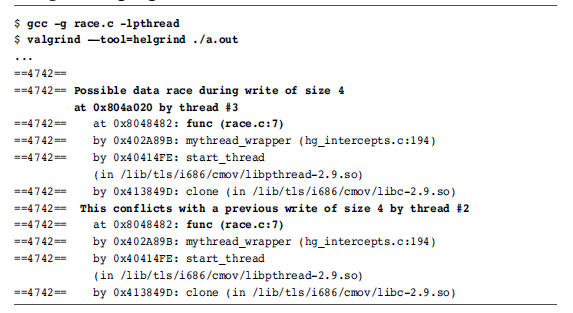 $ gcc -g race.c -lpthread
$ valgrind —tool=helgrind ./a.out
...
==4742==
==4742== Possible data race during write of size 4
at 0x804a020 by thread #3
==4742== at 0x8048482: func (race.c:7)
==4742== by 0x402A89B: mythread_wrapper (hg_intercepts.c:194)
==4742== by 0x40414FE: start_thread
(in /lib/tls/i686/cmov/libpthread-2.9.so)
==4742== by 0x413849D: clone (in /lib/tls/i686/cmov/libc-2.9.so)
==4742== This conflicts with a previous write of size 4 by thread #2
==4742== at 0x8048482: func (race.c:7)
==4742== by 0x402A89B: mythread_wrapper (hg_intercepts.c:194)
==4742== by 0x40414FE: start_thread
(in /lib/tls/i686/cmov/libpthread-2.9.so)
==4742== by 0x413849D: clone (in /lib/tls/i686/cmov/libc-2.9.so)